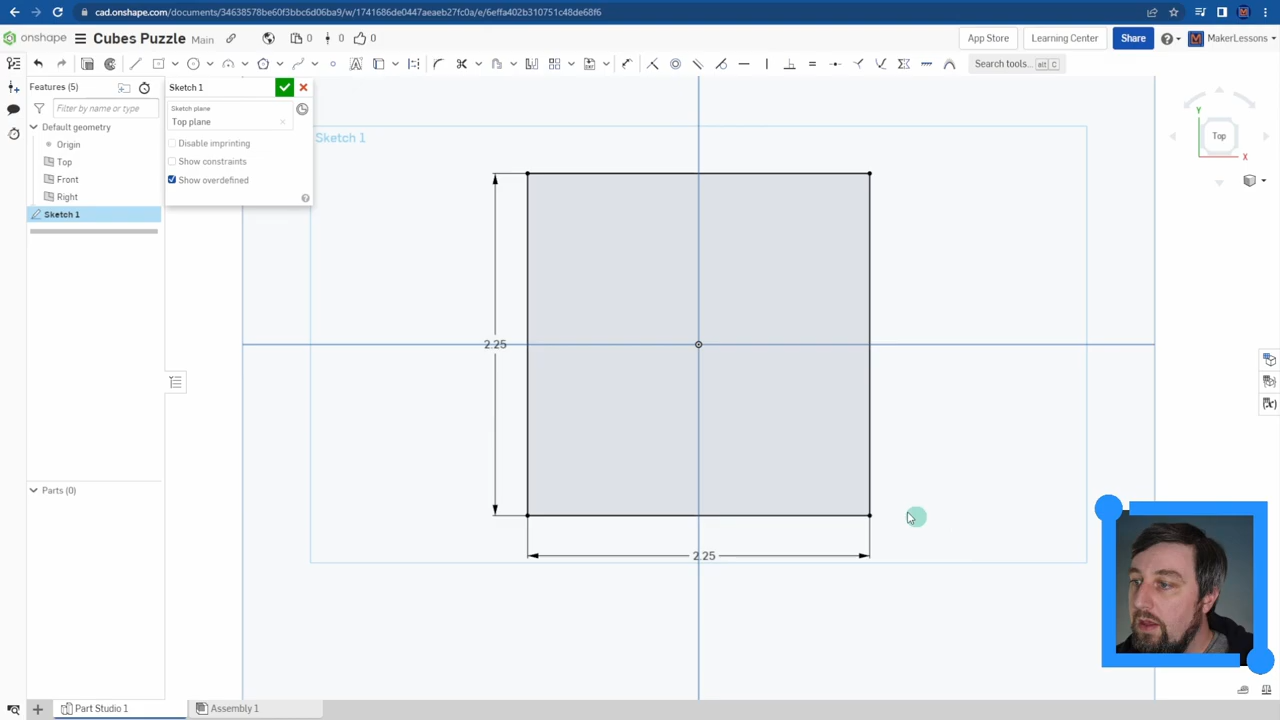 cad.onshape.com/documents/34638578be60f3bbc6d06ba9/w/1741686de0447aeaeb27fc0a/e/6effa402b310751c48de68f6
onshape Cubes Puzzle Main 0 0 0 App Store Learning Center Share MakerLessons
Search tools... alt C
Features (5)
Filter by name or type
Default geometry
Origin
Top
Front
Right
Sketch 1
Parts (0)
Sketch 1
Sketch plane
Top plane
Disable imprinting
Show constraints
Show overdefined
Sketch 1
2.25
2.25
Y
Top
X
(x)
Part Studio 1
Assembly 1